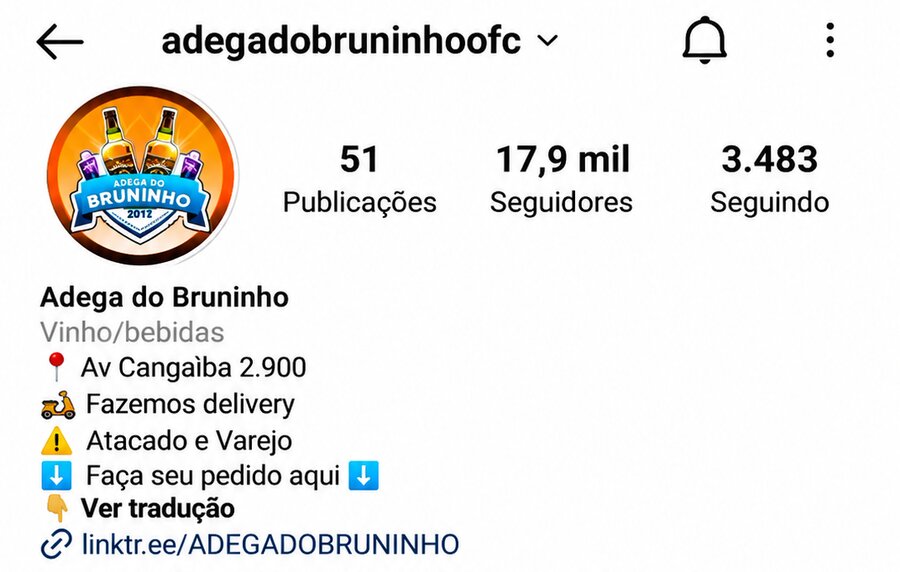 adegadobruninhoofc
ADEGA DO
BRUNINHO
2012
51
Publicações
17,9 mil
Seguidores
3.483
Seguindo
Adega do Bruninho
Vinho/bebidas
📍 Av Cangaìba 2.900
🛵 Fazemos delivery
⚠️ Atacado e Varejo
⬇️ Faça seu pedido aqui ⬇️
👇 Ver tradução
linktr.ee/ADEGADOBRUNINHO